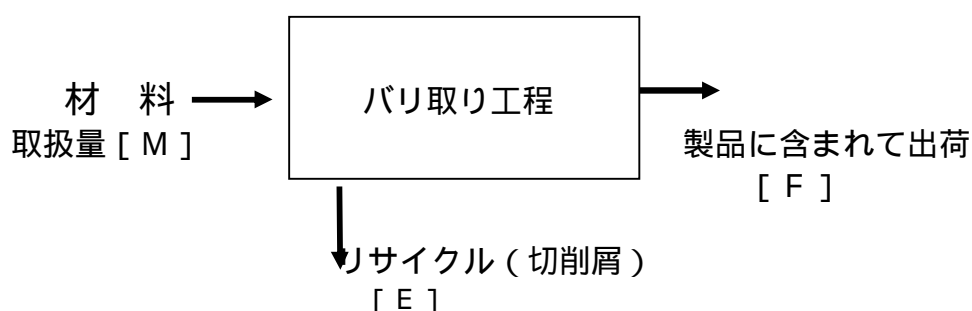 材　料
取扱量［Ｍ］
バリ取り工程
製品に含まれて出荷
［Ｆ］
リサイクル（切削屑）
［Ｅ］